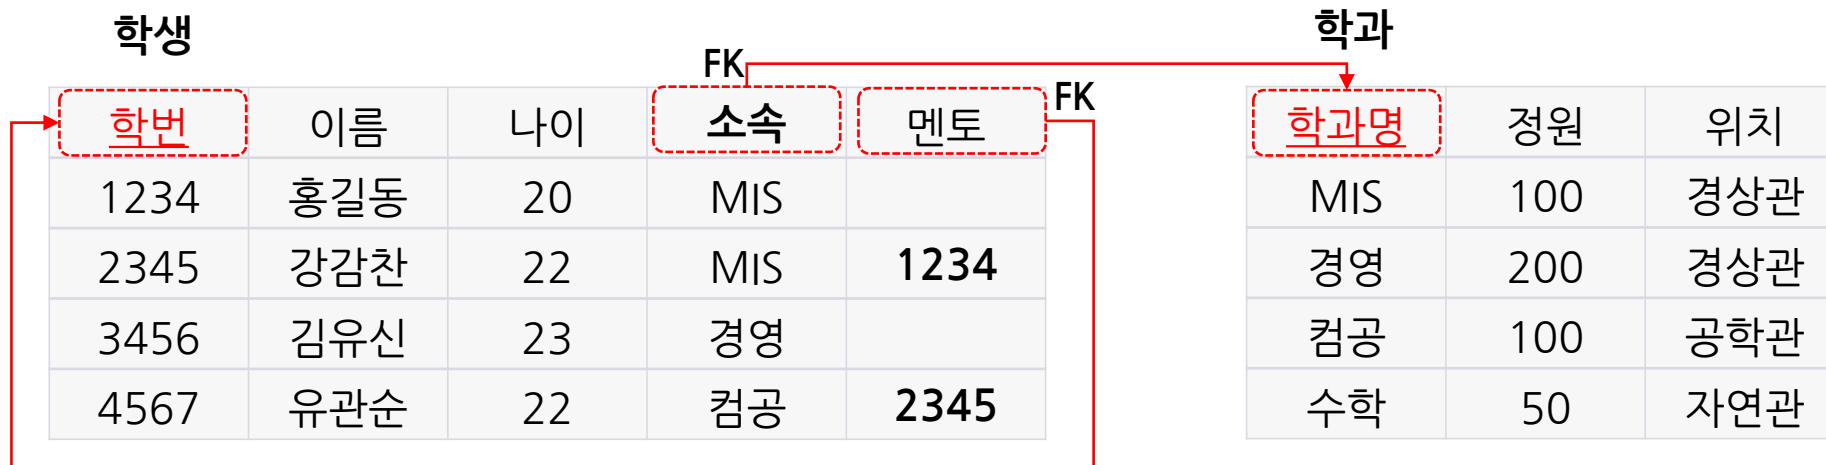 학생
학과
FK
FK
학번 이름 나이 소속 멘토
1234 홍길동 20 MIS
2345 강감찬 22 MIS 1234
3456 김유신 23 경영
4567 유관순 22 컴공 2345
학과명 정원 위치
MIS 100 경상관
경영 200 경상관
컴공 100 공학관
수학 50 자연관